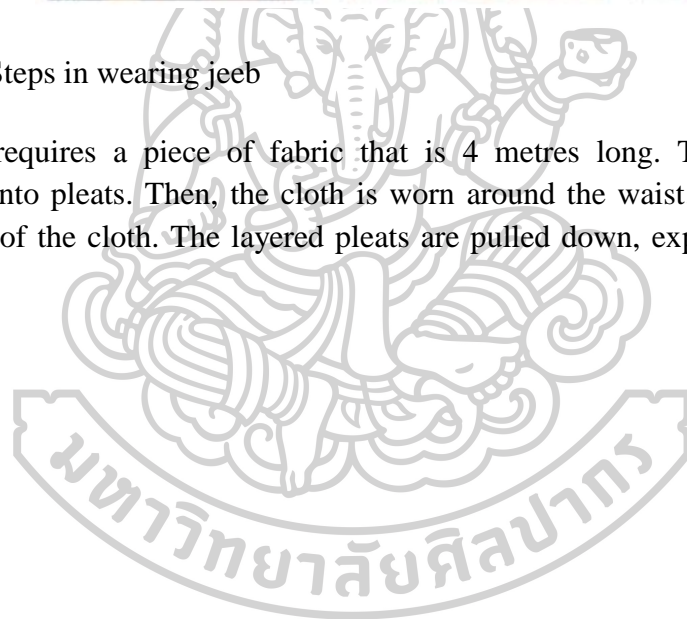 Steps in wearing jeeb
requires a piece of fabric that is 4 metres long. T
nto pleats. Then, the cloth is worn around the waist
of the cloth. The layered pleats are pulled down, exp
มหาวิทยาลัยศิลปากร